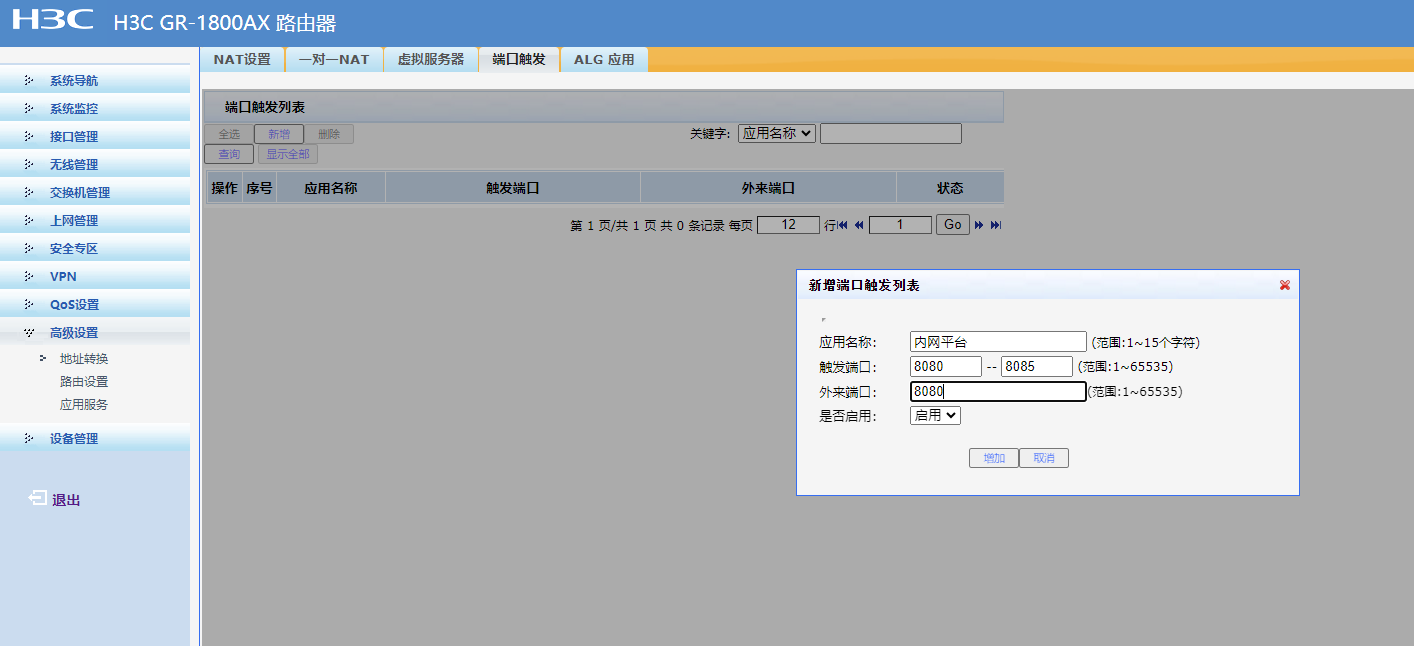 H3C H3C GR-1800AX 路由器
NAT设置 一对一NAT 虚拟服务器 端口触发 ALG 应用
系统导航
系统监控
接口管理
无线管理
交换机管理
上网管理
安全专区
VPN
QoS设置
高级设置
地址转换
路由设置
应用服务
设备管理
退出
端口触发列表
全选 新增 删除 关键字: 应用名称
查询 显示全部
操作 序号 应用名称 触发端口 外来端口 状态
第 1 页/共 1 页 共 0 条记录 每页 12 行 1 Go
新增端口触发列表
应用名称: 内网平台 (范围:1~15个字符)
触发端口: 8080 -- 8085 (范围:1~65535)
外来端口: 8080 (范围:1~65535)
是否启用: 启用
增加 取消